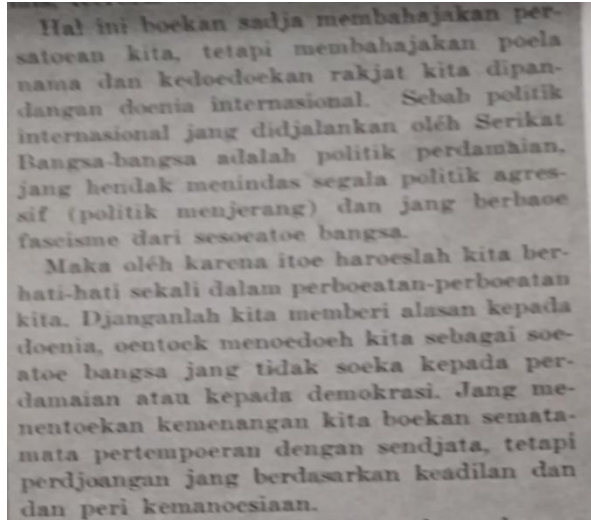 Hal ini boekan sadja membahajakan per-
satoean kita, tetapi membahajakan poela
nama dan kedoedoekan rakjat kita dipan-
dangan doenia internasional. Sebab politik
internasional jang didjalankan oléh Serikat
Bangsa-bangsa adalah politik perdamaian,
jang hendak menindas segala politik agres-
sif (politik menjerang) dan jang berbaoe
fascisme dari sesoeatoe bangsa.
Maka oléh karena itoe haroeslah kita ber-
hati-hati sekali dalam perboeatan-perboeatan
kita. Djanganlah kita memberi alasan kepada
doenia, oentoek menoedoeh kita sebagai soe-
atoe bangsa jang tidak soeka kepada per-
damaian atau kepada demokrasi. Jang me-
nentoekan kemenangan kita boekan semata-
mata pertempoeran dengan sendjata, tetapi
perdjoangan jang berdasarkan keadilan dan
dan peri kemanoesiaan.